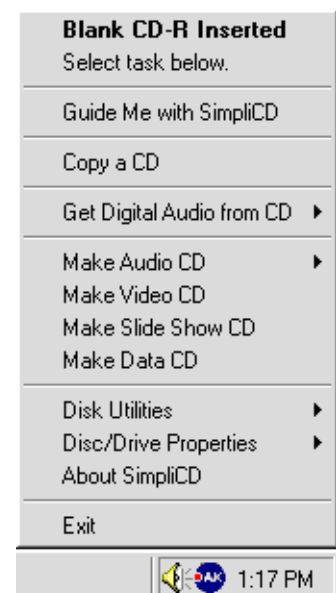 Blank CD-R Inserted
Select task below.
Guide Me with SimpliCD
Copy a CD
Get Digital Audio from CD
Make Audio CD
Make Video CD
Make Slide Show CD
Make Data CD
Disk Utilities
Disc/Drive Properties
About SimpliCD
Exit
1:17 PM